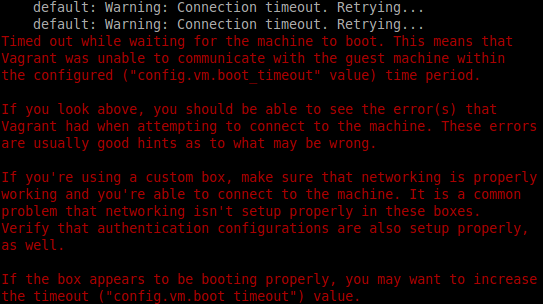 default: Warning: Connection timeout. Retrying...
default: Warning: Connection timeout. Retrying...
Timed out while waiting for the machine to boot. This means that
Vagrant was unable to communicate with the guest machine within
the configured ("config.vm.boot_timeout" value) time period.
If you look above, you should be able to see the error(s) that
Vagrant had when attempting to connect to the machine. These errors
are usually good hints as to what may be wrong.
If you're using a custom box, make sure that networking is properly
working and you're able to connect to the machine. It is a common
problem that networking isn't setup properly in these boxes.
Verify that authentication configurations are also setup properly,
as well.
If the box appears to be booting properly, you may want to increase
the timeout ("config.vm.boot_timeout") value.